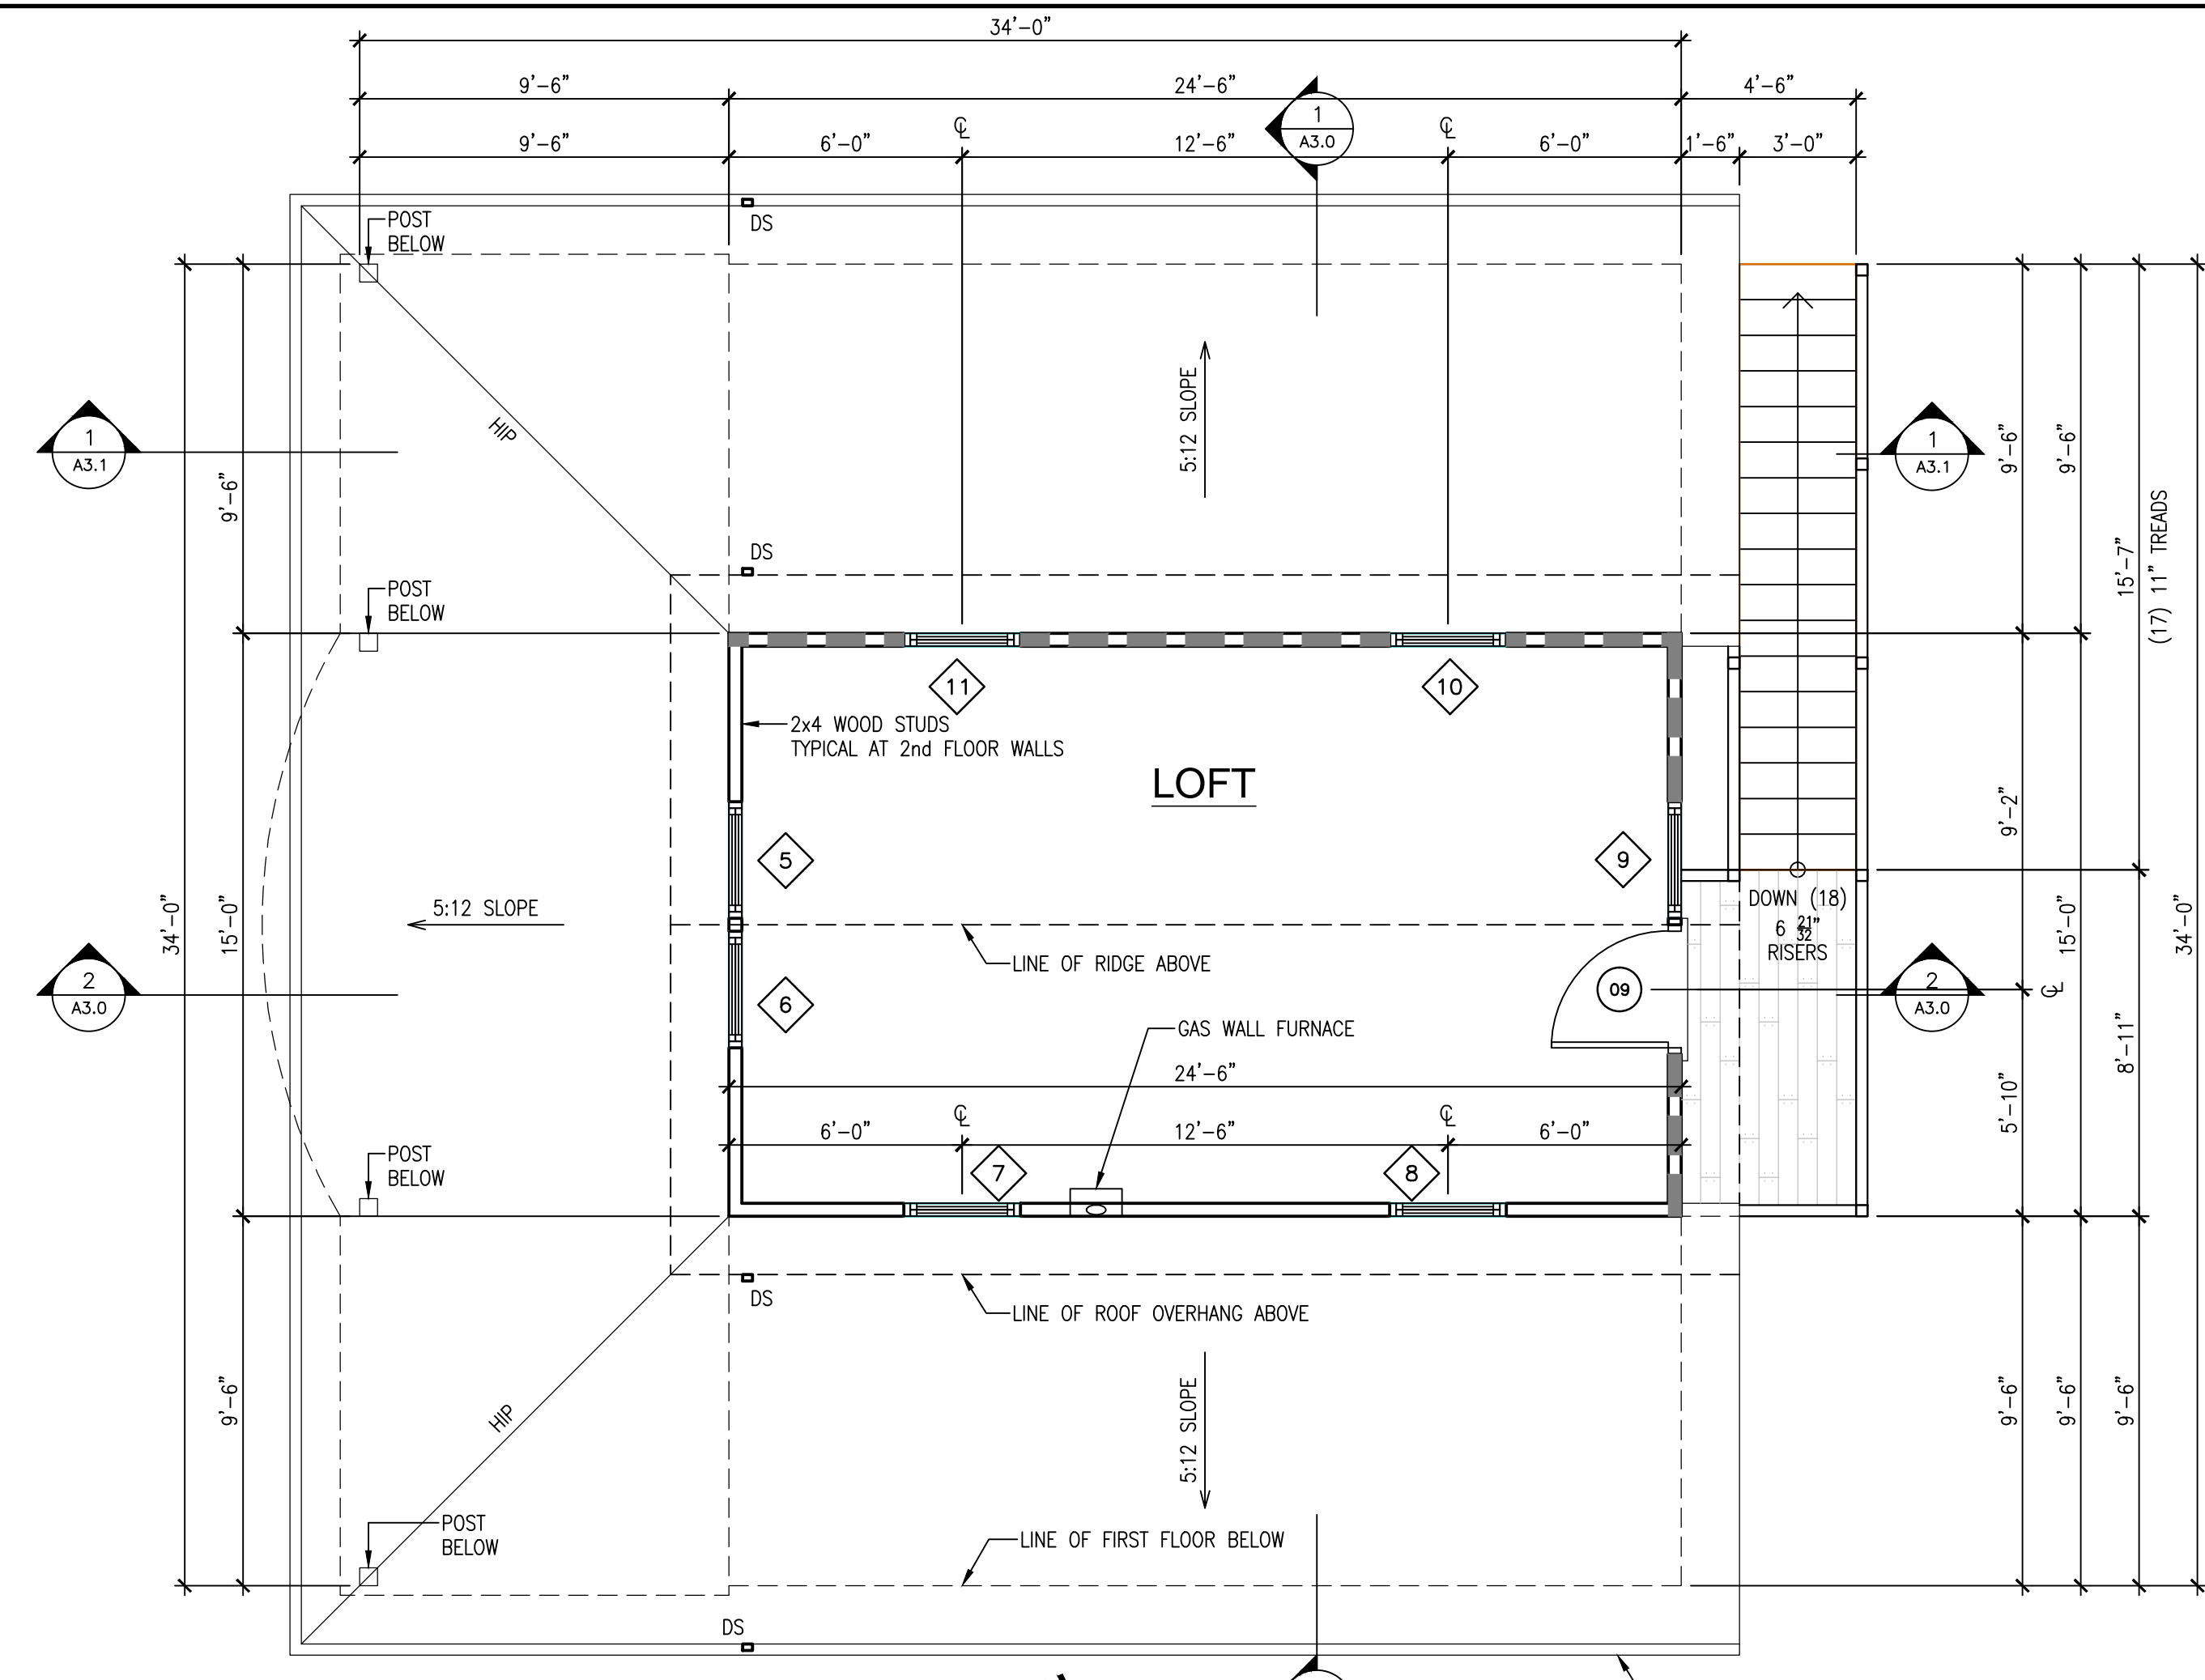 34'-0"
9'-6" 24'-6" 4'-6"
9'-6" 6'-0" ℄ 12'-6" ℄ 6'-0" 1'-6" 3'-0"
1
A3.0
POST
BELOW
DS
HIP
5:12 SLOPE
1
A3.1
1
A3.1
9'-6"
9'-6"
9'-6"
15'-7"
(17) 11" TREADS
DS
POST
BELOW
11
10
2x4 WOOD STUDS
TYPICAL AT 2nd FLOOR WALLS
LOFT
9'-2"
5
9
5:12 SLOPE
34'-0"
15'-0"
DOWN (18)
6 21/32"
RISERS
15'-0"
34'-0"
LINE OF RIDGE ABOVE
2
A3.0
6
09
2
A3.0
℄
GAS WALL FURNACE
8'-11"
24'-6"
5'-10"
6'-0" ℄ 12'-6" ℄ 6'-0"
POST
BELOW
7
8
DS
LINE OF ROOF OVERHANG ABOVE
9'-6"
HIP
5:12 SLOPE
9'-6"
9'-6"
9'-6"
POST
BELOW
LINE OF FIRST FLOOR BELOW
DS